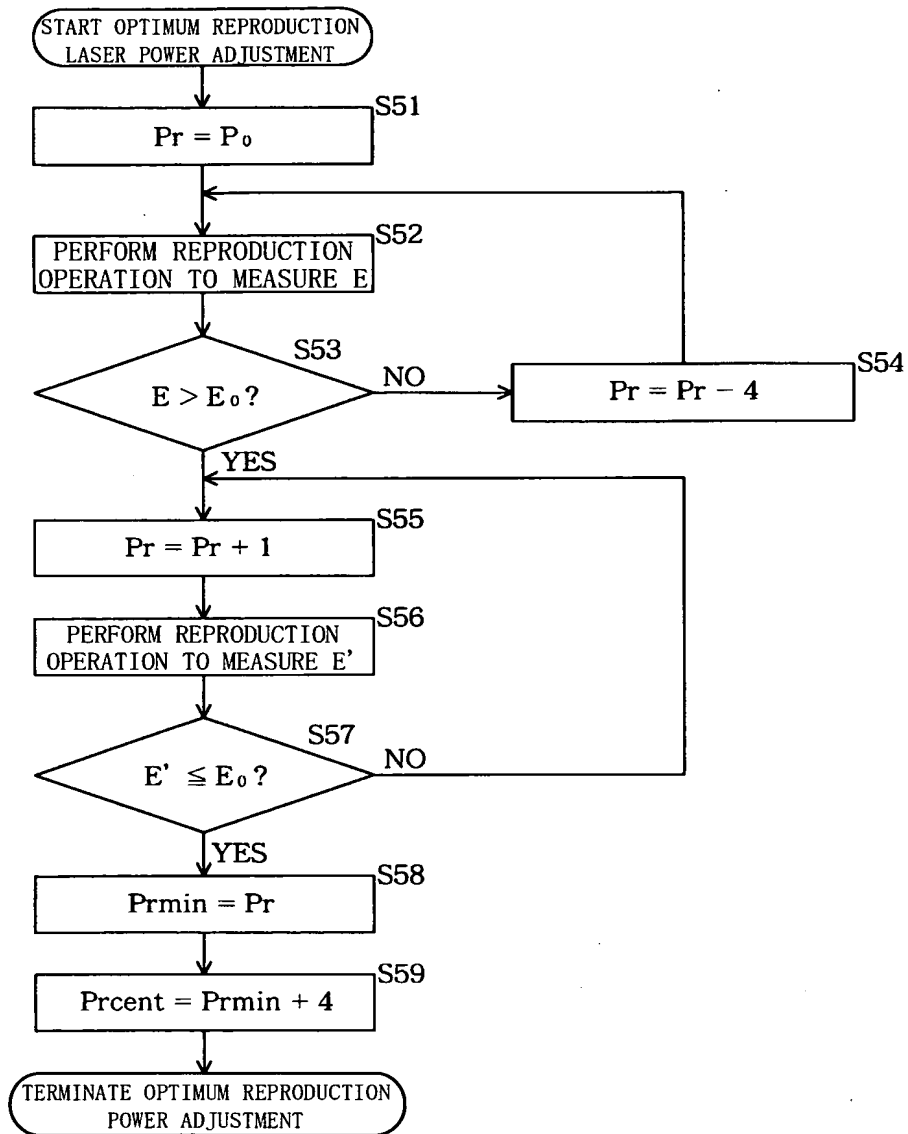 START OPTIMUM REPRODUCTION
LASER POWER ADJUSTMENT
S51
Pr = P₀
S52
PERFORM REPRODUCTION
OPERATION TO MEASURE E
S53
E > E₀?
NO
S54
Pr = Pr − 4
YES
S55
Pr = Pr + 1
S56
PERFORM REPRODUCTION
OPERATION TO MEASURE E'
S57
E' ≦ E₀?
NO
YES
S58
Prmin = Pr
S59
Prcent = Prmin + 4
TERMINATE OPTIMUM REPRODUCTION
POWER ADJUSTMENT